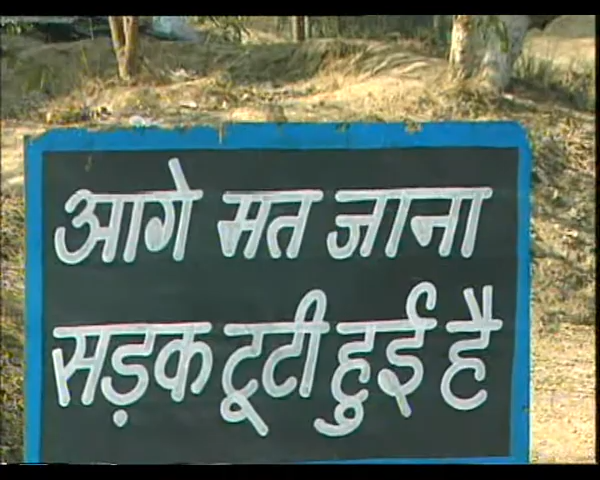 आगे मत जाना
सड़क टूटी हुई है